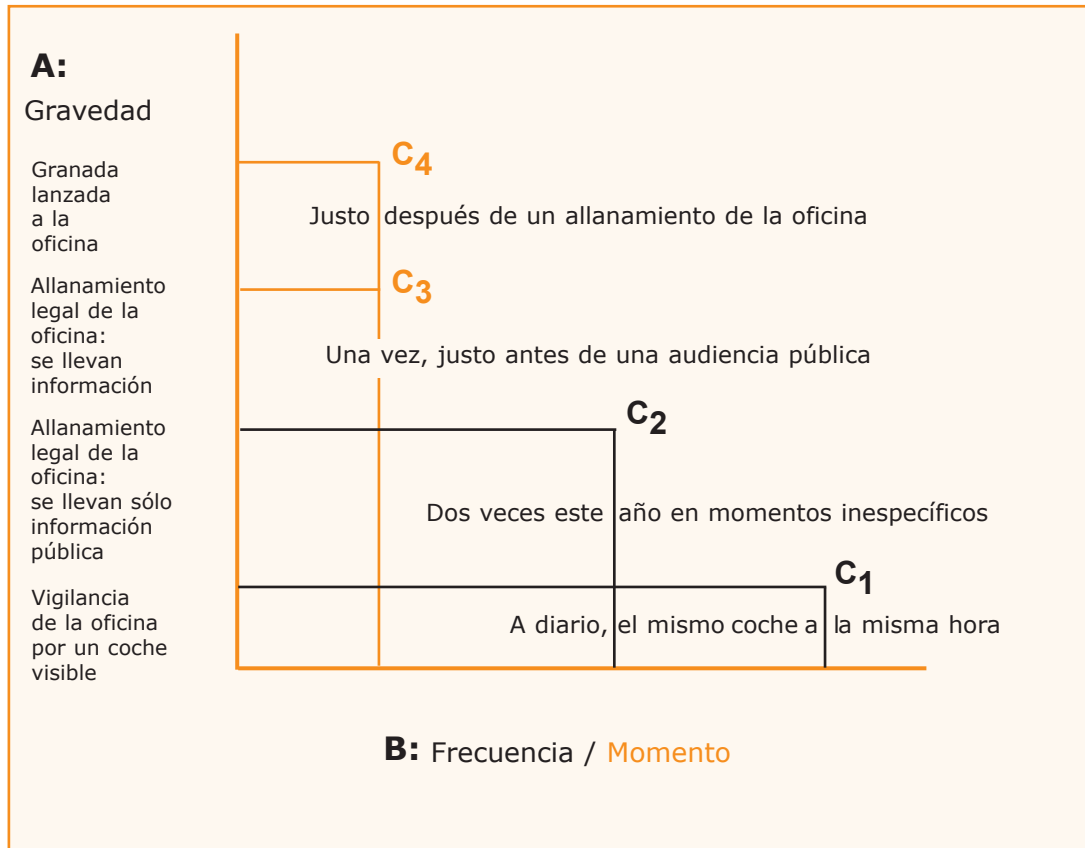 A:
Gravedad
C4
Granada
lanzada
a la
oficina
Justo después de un allanamiento de la oficina
C3
Allanamiento
legal de la
oficina:
se llevan
información
Una vez, justo antes de una audiencia pública
C2
Allanamiento
legal de la
oficina:
se llevan sólo
información
pública
Dos veces este año en momentos inespecíficos
C1
Vigilancia
de la oficina
por un coche
visible
A diario, el mismo coche a la misma hora
B: Frecuencia / Momento